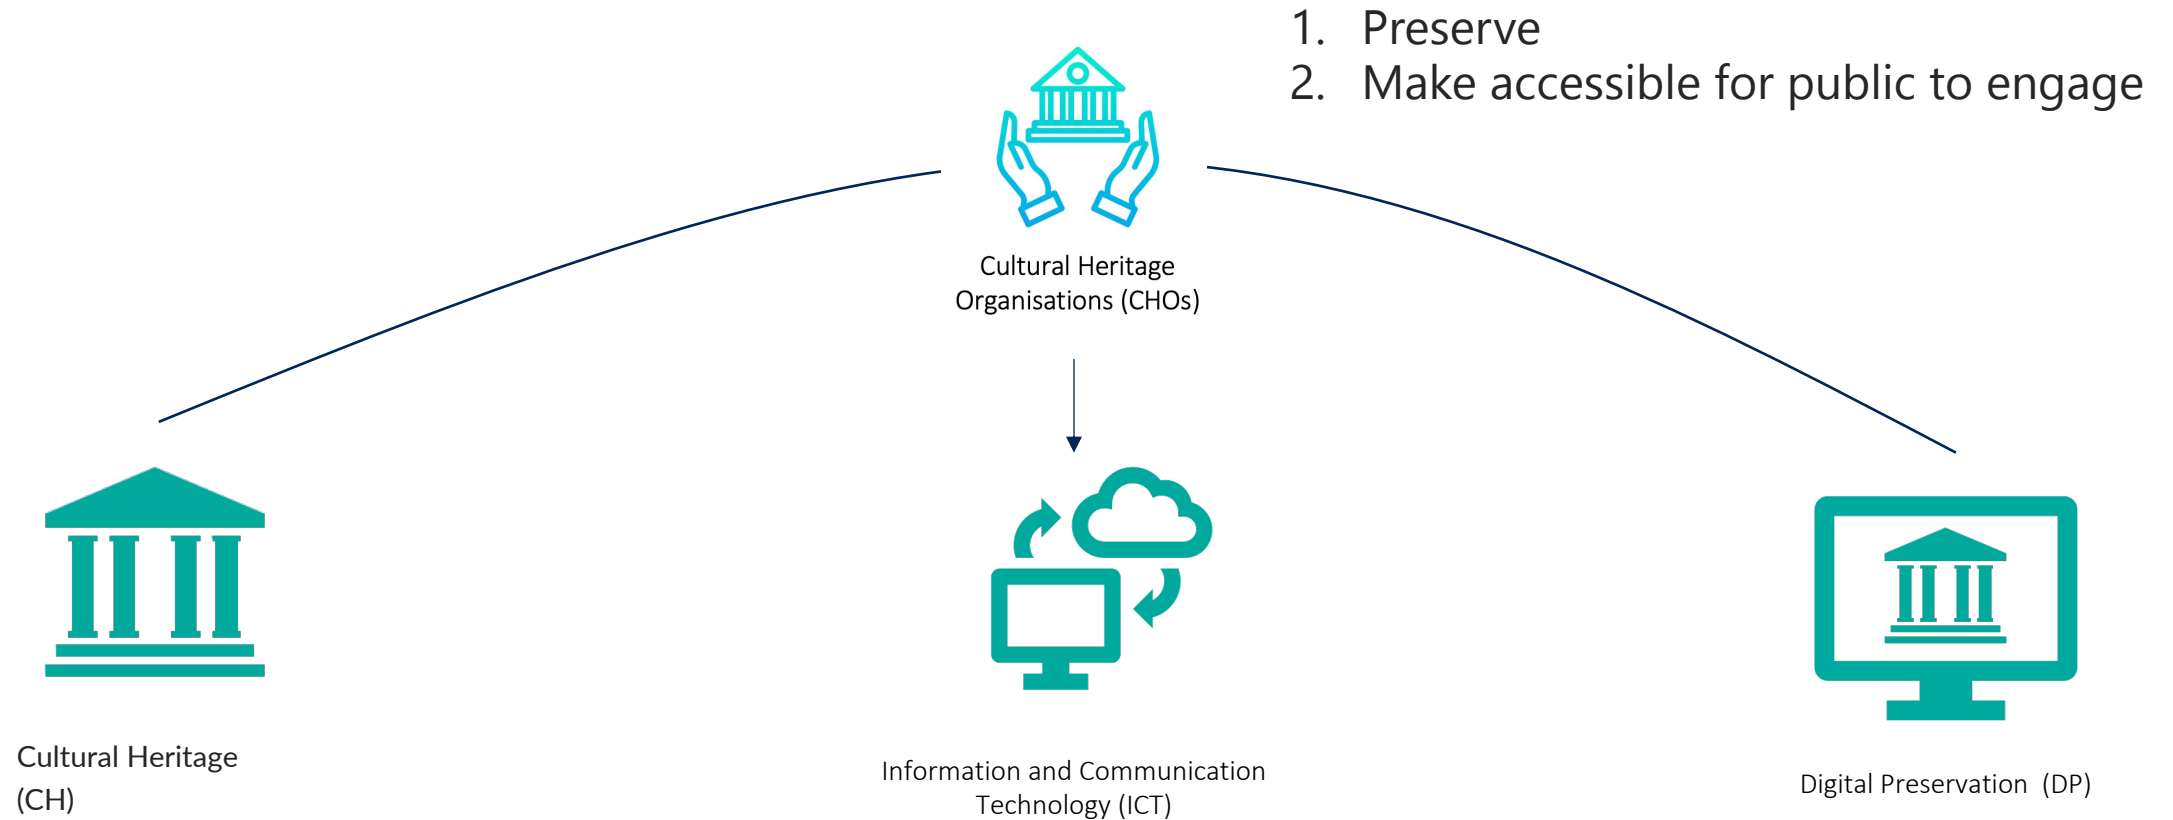 1. Preserve
2. Make accessible for public to engage
Cultural Heritage
Organisations (CHOs)
Cultural Heritage
(CH)
Information and Communication
Technology (ICT)
Digital Preservation (DP)